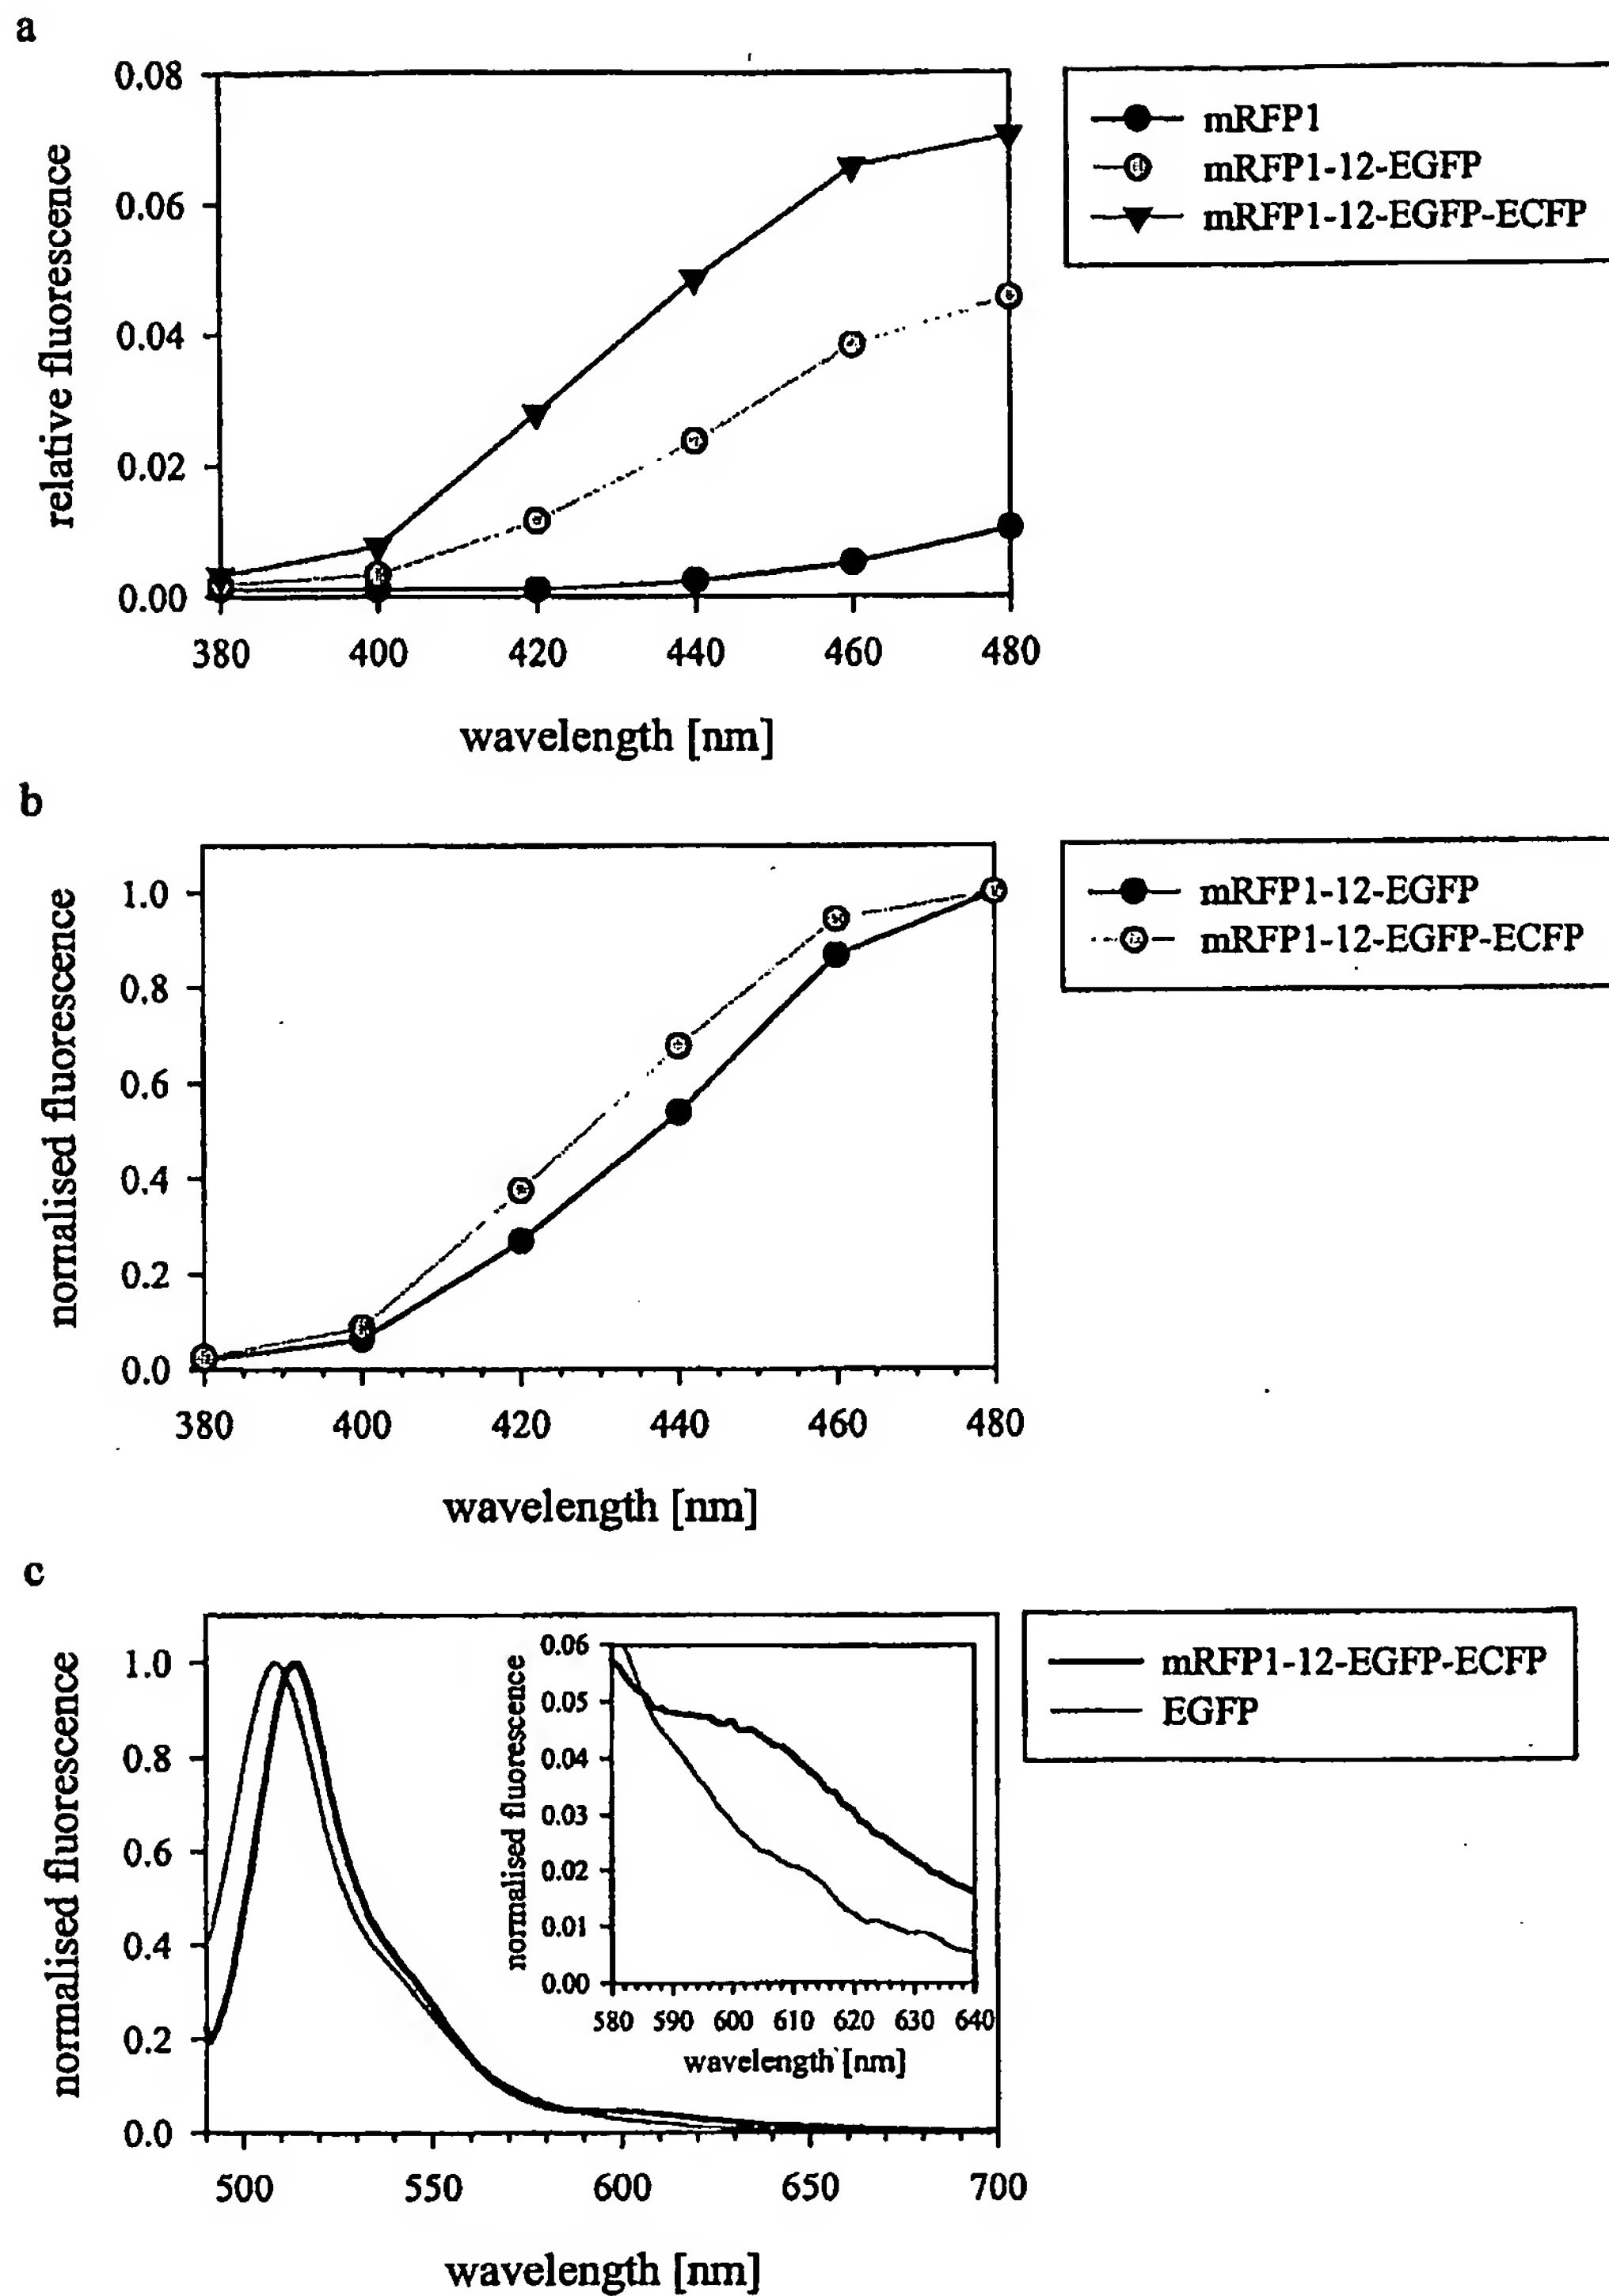 a
0.08
0.06
0.04
0.02
0.00
relative fluorescence
380 400 420 440 460 480
wavelength [nm]
mRFP1
mRFP1-12-EGFP
mRFP1-12-EGFP-ECFP
b
1.0
0.8
0.6
0.4
0.2
0.0
normalised fluorescence
380 400 420 440 460 480
wavelength [nm]
mRFP1-12-EGFP
mRFP1-12-EGFP-ECFP
c
1.0
0.8
0.6
0.4
0.2
0.0
normalised fluorescence
500 550 600 650 700
wavelength [nm]
0.06
0.05
0.04
0.03
0.02
0.01
0.00
normalised fluorescence
580 590 600 610 620 630 640
wavelength [nm]
mRFP1-12-EGFP-ECFP
EGFP